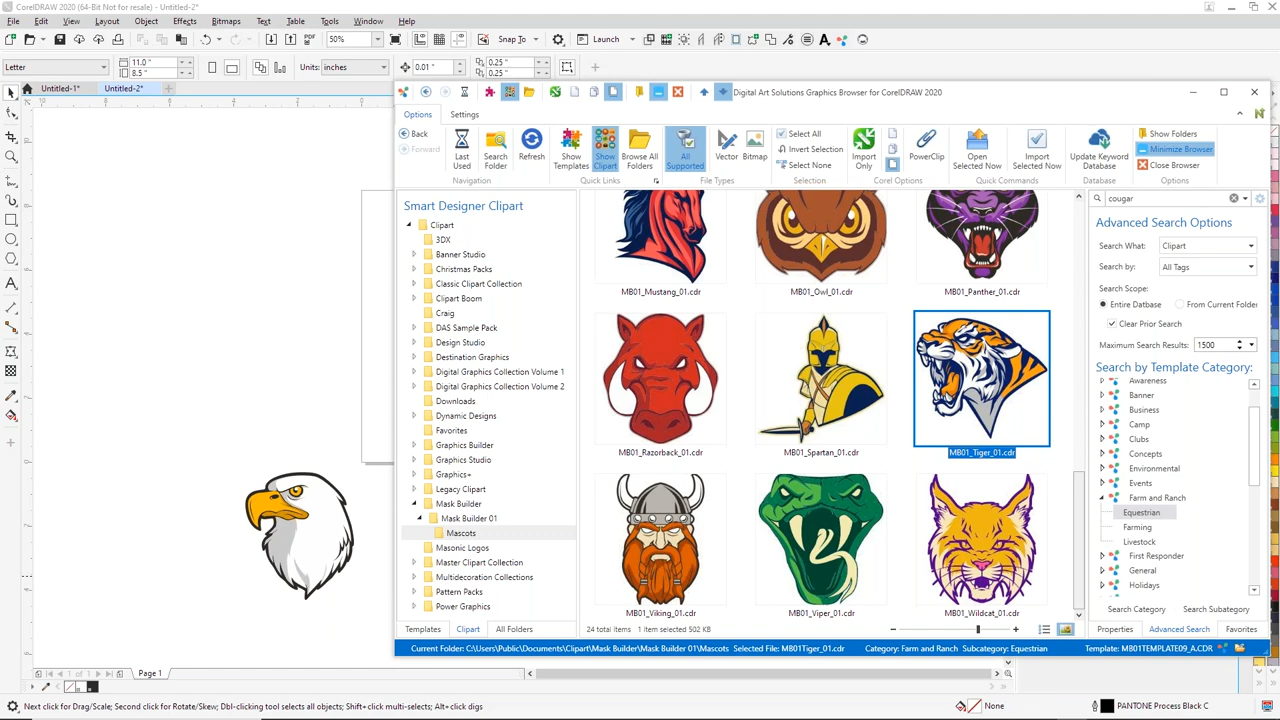 CorelDRAW 2020 (64-Bit Not for resale) - Untitled-2*
File Edit View Layout Object Effects Bitmaps Text Table Tools Window Help
50% Snap To Launch
Letter 11.0 " 8.5 " Units: inches 0.01 " 0.25 " 0.25 "
Untitled-1* Untitled-2*
Digital Art Solutions Graphics Browser for CorelDRAW 2020
Options Settings
Back
Forward
Last Used
Search Folder
Refresh
Navigation
Show Templates
Show Clipart
Browse All Folders
Quick Links
All Supported
Vector
Bitmap
File Types
Select All
Invert Selection
Select None
Selection
Import Only
PowerClip
Corel Options
Open Selected Now
Import Selected Now
Quick Commands
Update Keyword Database
Database
Show Folders
Minimize Browser
Close Browser
Options
Smart Designer Clipart
Clipart
3DX
Banner Studio
Christmas Packs
Classic Clipart Collection
Clipart Boom
Craig
DAS Sample Pack
Design Studio
Destination Graphics
Digital Graphics Collection Volume 1
Digital Graphics Collection Volume 2
Downloads
Dynamic Designs
Favorites
Graphics Builder
Graphics Studio
Graphics+
Legacy Clipart
Mask Builder
Mask Builder 01
Mascots
Masonic Logos
Master Clipart Collection
Multidecoration Collections
Pattern Packs
Power Graphics
Templates Clipart All Folders
MB01_Mustang_01.cdr MB01_Owl_01.cdr MB01_Panther_01.cdr
MB01_Razorback_01.cdr MB01_Spartan_01.cdr MB01_Tiger_01.cdr
MB01_Viking_01.cdr MB01_Viper_01.cdr MB01_Wildcat_01.cdr
24 total items 1 item selected 502 KB
cougar
Advanced Search Options
Search What: Clipart
Search by: All Tags
Search Scope:
Entire Datbase From Current Folder
Clear Prior Search
Maximum Search Results: 1500
Search by Template Category:
Awareness
Banner
Business
Camp
Clubs
Concepts
Environmental
Events
Farm and Ranch
Equestrian
Farming
Livestock
First Responder
General
Holidays
Search Category Search Subategory
Properties Advanced Search Favorites
Current Folder: C:\Users\Public\Documents\Clipart\Mask Builder\Mask Builder 01\Mascots Selected File: MB01Tiger_01.cdr Category: Farm and Ranch Subcategory: Equestrian Template: MB01TEMPLATE09_A.CDR
1 of 1 Page 1
Next click for Drag/Scale; Second click for Rotate/Skew; Dbl-clicking tool selects all objects; Shift+click multi-selects; Alt+click digs None PANTONE Process Black C